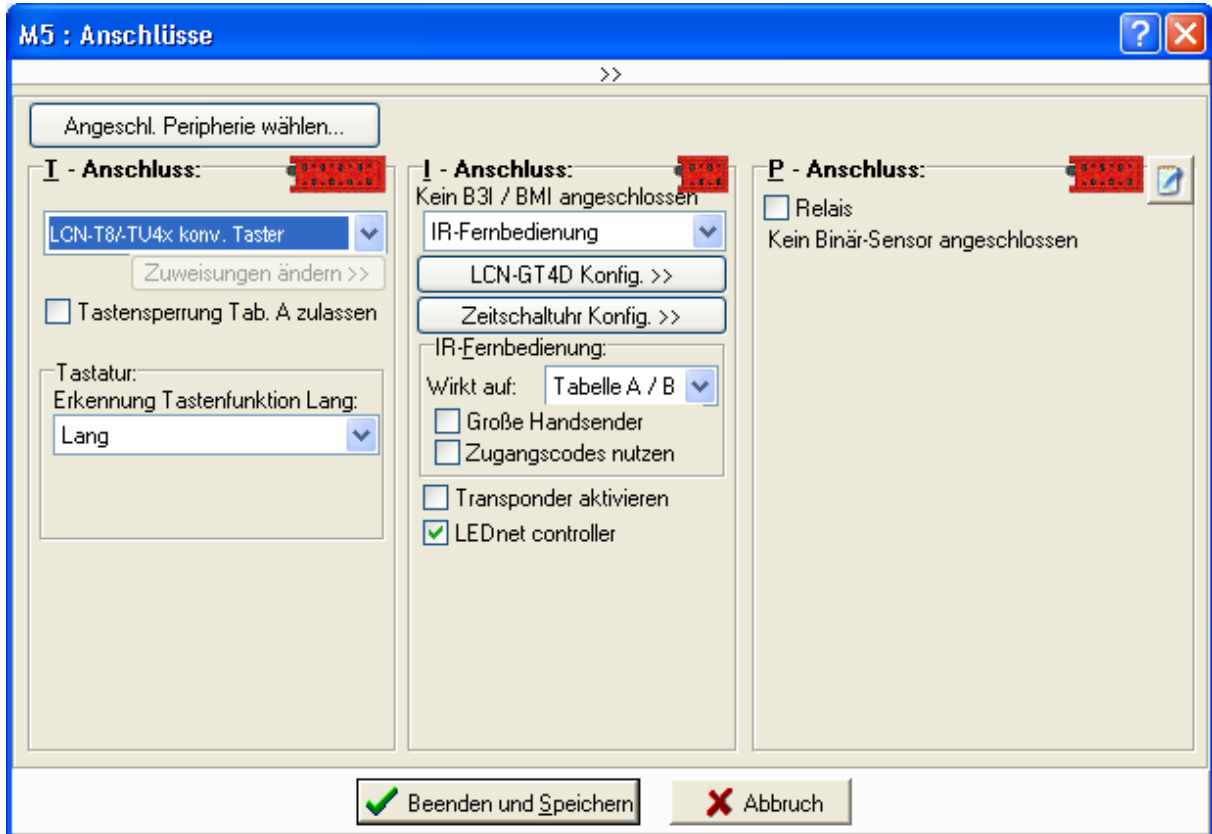 M5 : Anschlüsse
>>
Angeschl. Peripherie wählen...
T - Anschluss:
LCN-T8/-TU4x konv. Taster
Zuweisungen ändern >>
Tastensperrung Tab. A zulassen
Tastatur:
Erkennung Tastenfunktion Lang:
Lang
I - Anschluss:
Kein B3I / BMI angeschlossen
IR-Fernbedienung
LCN-GT4D Konfig. >>
Zeitschaltuhr Konfig. >>
IR-Fernbedienung:
Wirkt auf: Tabelle A / B
Große Handsender
Zugangscodes nutzen
Transponder aktivieren
LEDnet controller
P - Anschluss:
Relais
Kein Binär-Sensor angeschlossen
Beenden und Speichern
Abbruch